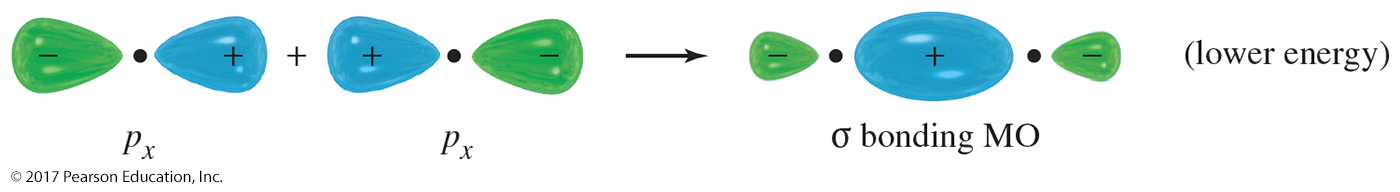 − + + + − − + − (lower energy)
p_x p_x σ bonding MO
© 2017 Pearson Education, Inc.